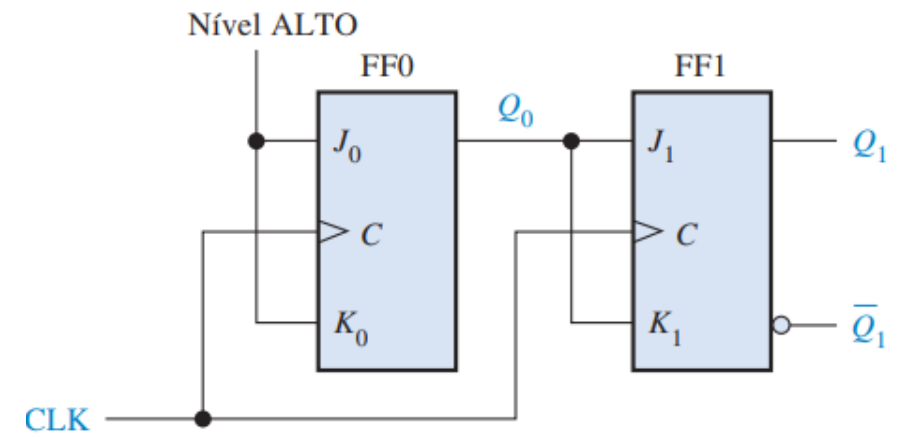 Nível ALTO
FF0
FF1
Q₀
J₀
J₁
Q₁
C
C
K₀
K₁
Q̅₁
CLK